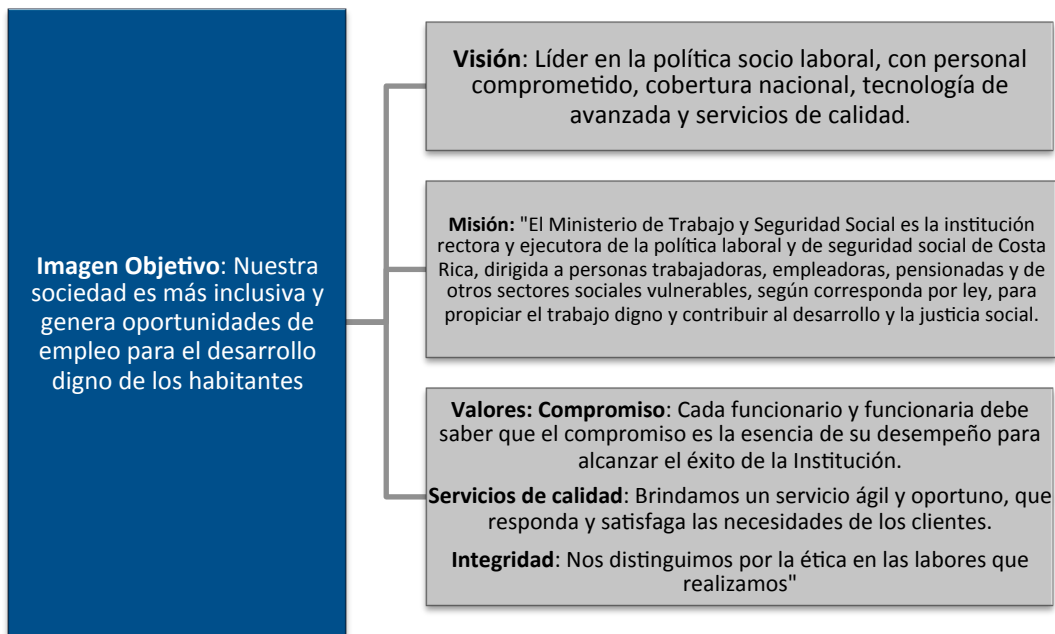 Imagen Objetivo: Nuestra
sociedad es más inclusiva y
genera oportunidades de
empleo para el desarrollo
digno de los habitantes
Visión: Líder en la política socio laboral, con personal
comprometido, cobertura nacional, tecnología de
avanzada y servicios de calidad.
Misión: "El Ministerio de Trabajo y Seguridad Social es la institución
rectora y ejecutora de la política laboral y de seguridad social de Costa
Rica, dirigida a personas trabajadoras, empleadoras, pensionadas y de
otros sectores sociales vulnerables, según corresponda por ley, para
propiciar el trabajo digno y contribuir al desarrollo y la justicia social.
Valores: Compromiso: Cada funcionario y funcionaria debe
saber que el compromiso es la esencia de su desempeño para
alcanzar el éxito de la Institución.
Servicios de calidad: Brindamos un servicio ágil y oportuno, que
responda y satisfaga las necesidades de los clientes.
Integridad: Nos distinguimos por la ética en las labores que
realizamos"